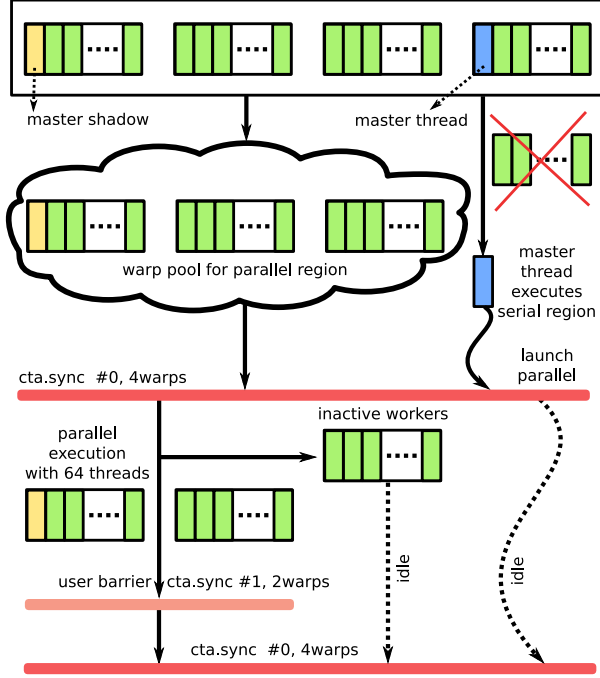 master shadow
master thread
warp pool for parallel region
master
thread
executes
serial region
launch
parallel
cta.sync #0, 4warps
inactive workers
parallel
execution
with 64 threads
idle
idle
user barrier
cta.sync #1, 2warps
cta.sync #0, 4warps